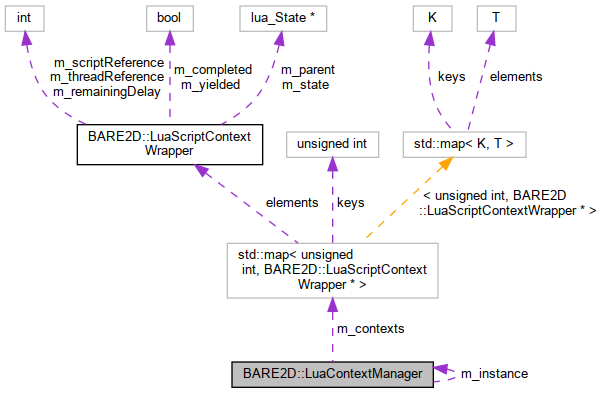 int
bool
lua_State *
K
T
m_scriptReference
m_threadReference
m_remainingDelay
m_completed
m_yielded
m_parent
m_state
keys
elements
BARE2D::LuaScriptContext
Wrapper
unsigned int
std::map< K, T >
elements
keys
< unsigned int, BARE2D
::LuaScriptContextWrapper * >
std::map< unsigned
int, BARE2D::LuaScriptContext
Wrapper * >
m_contexts
BARE2D::LuaContextManager
m_instance